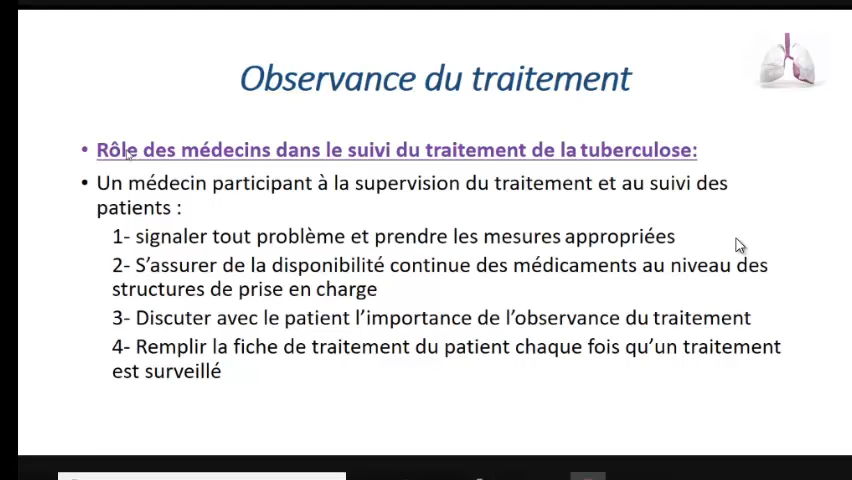 Observance du traitement
• Rôle des médecins dans le suivi du traitement de la tuberculose:
• Un médecin participant à la supervision du traitement et au suivi des
patients :
1- signaler tout problème et prendre les mesures appropriées
2- S’assurer de la disponibilité continue des médicaments au niveau des
structures de prise en charge
3- Discuter avec le patient l’importance de l’observance du traitement
4- Remplir la fiche de traitement du patient chaque fois qu’un traitement
est surveillé